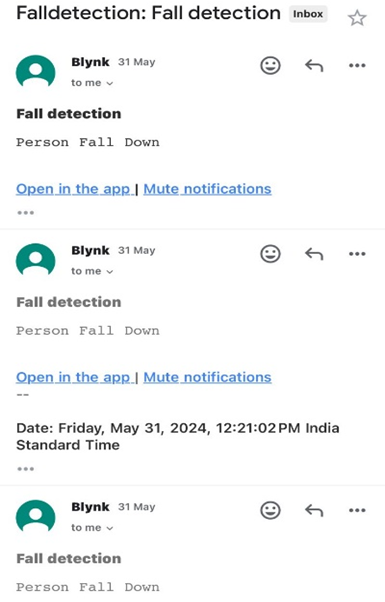 Falldetection: Fall detection Inbox
Blynk 31 May
to me
Fall detection
Person Fall Down
Open in the app | Mute notifications
Blynk 31 May
to me
Fall detection
Person Fall Down
Open in the app | Mute notifications
--
Date: Friday, May 31, 2024, 12:21:02 PM India
Standard Time
Blynk 31 May
to me
Fall detection
Person Fall Down